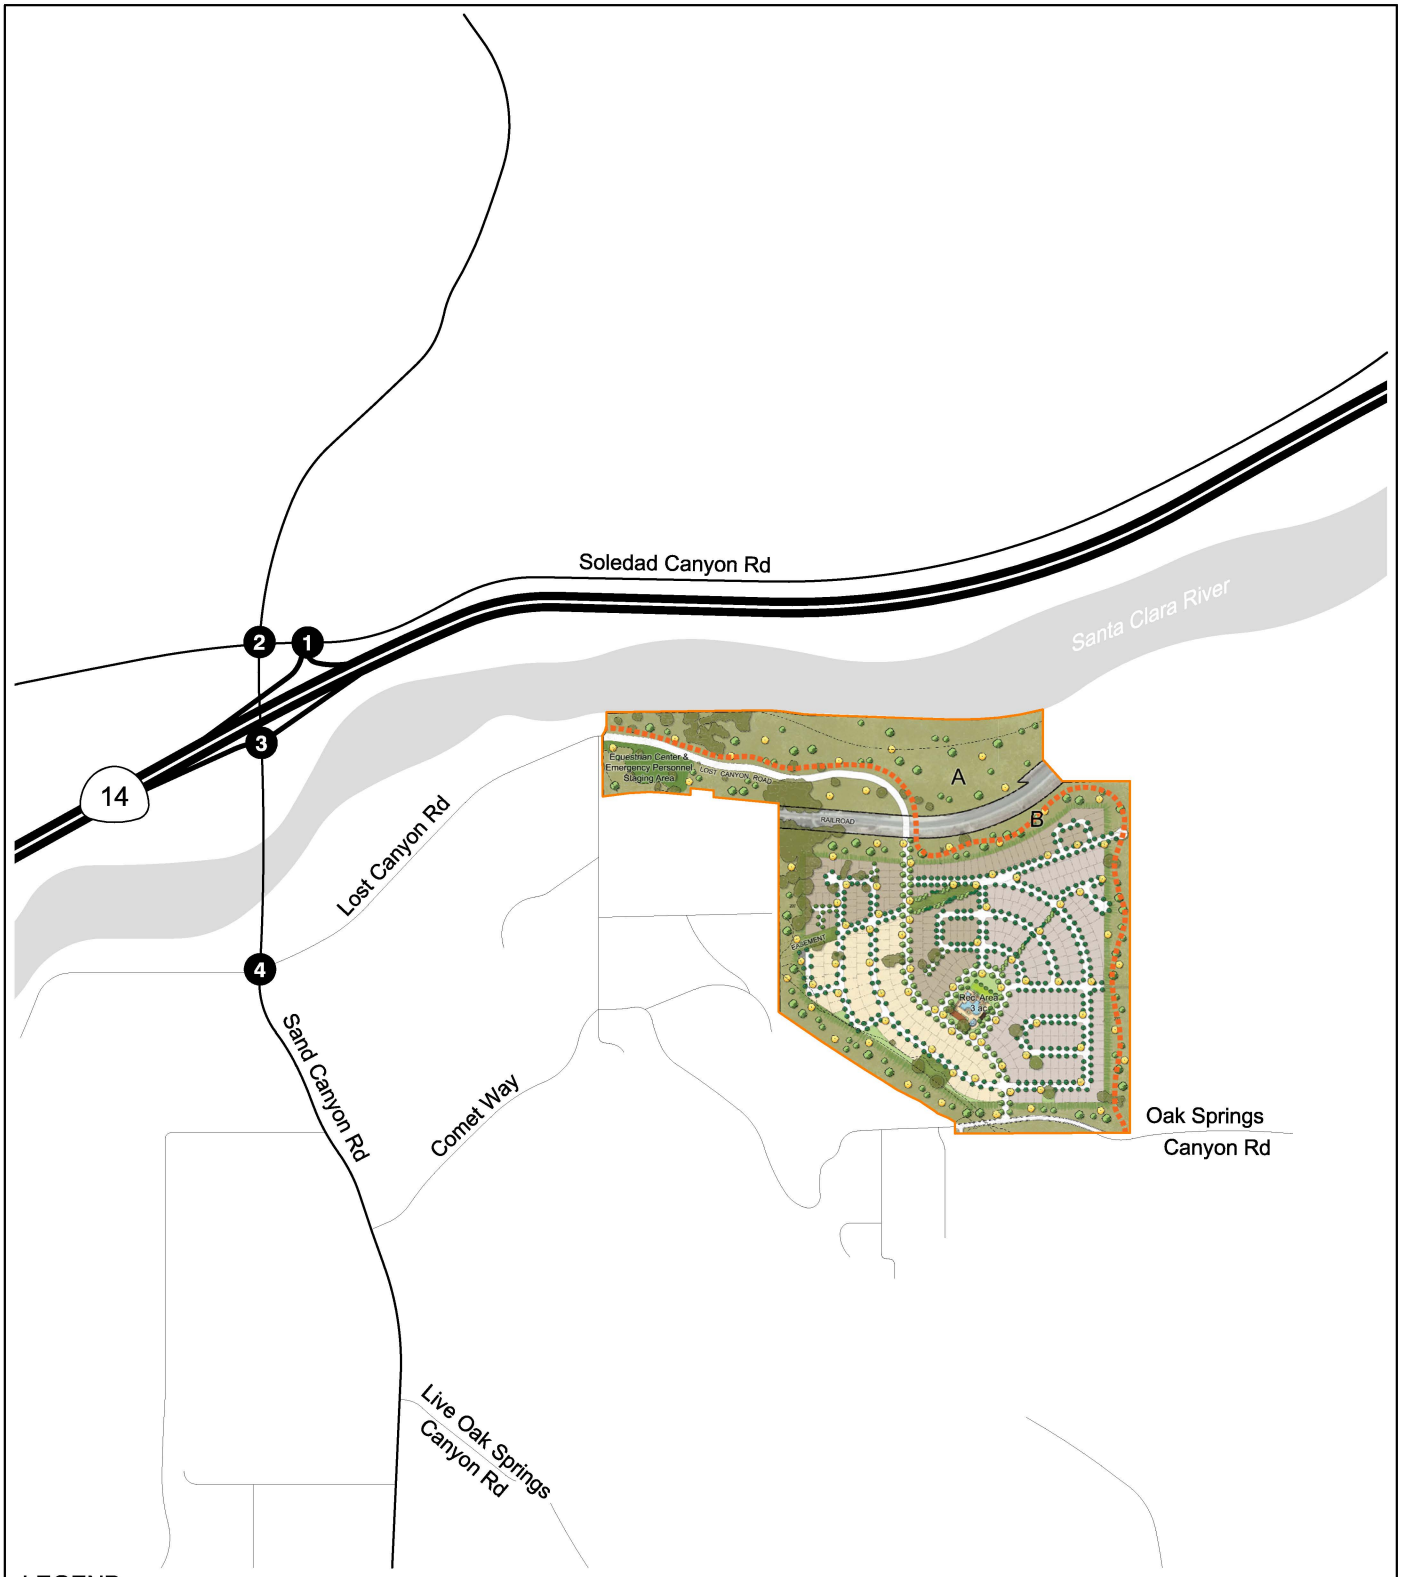 Soledad Canyon Rd
Santa Clara River
2
1
3
14
Equestrian Center &
Emergency Personnel
Staging Area
LOST CANYON ROAD
A
B
RAILROAD
Lost Canyon Rd
EASEMENT
4
Rec. Area
3 ac
Sand Canyon Rd
Comet Way
Oak Springs
Canyon Rd
Live Oak Springs
Canyon Rd